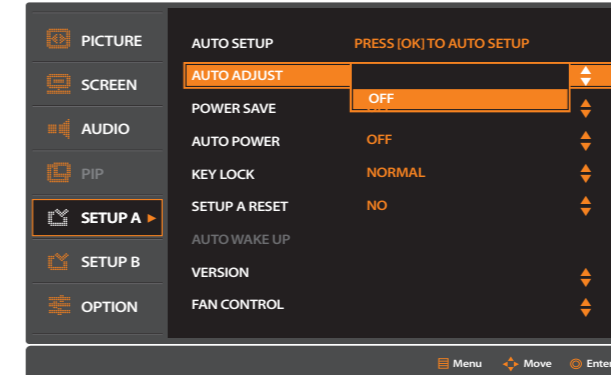 PICTURE
SCREEN
AUDIO
PIP
SETUP A
SETUP B
OPTION
AUTO SETUP PRESS [OK] TO AUTO SETUP
AUTO ADJUST
OFF
POWER SAVE
AUTO POWER OFF
KEY LOCK NORMAL
SETUP A RESET NO
AUTO WAKE UP
VERSION
FAN CONTROL
Menu Move Enter